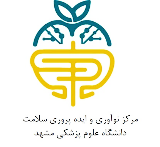 مرکز نوآوری و ایده پروری سلامت
دانشگاه علوم پزشکی مشهد